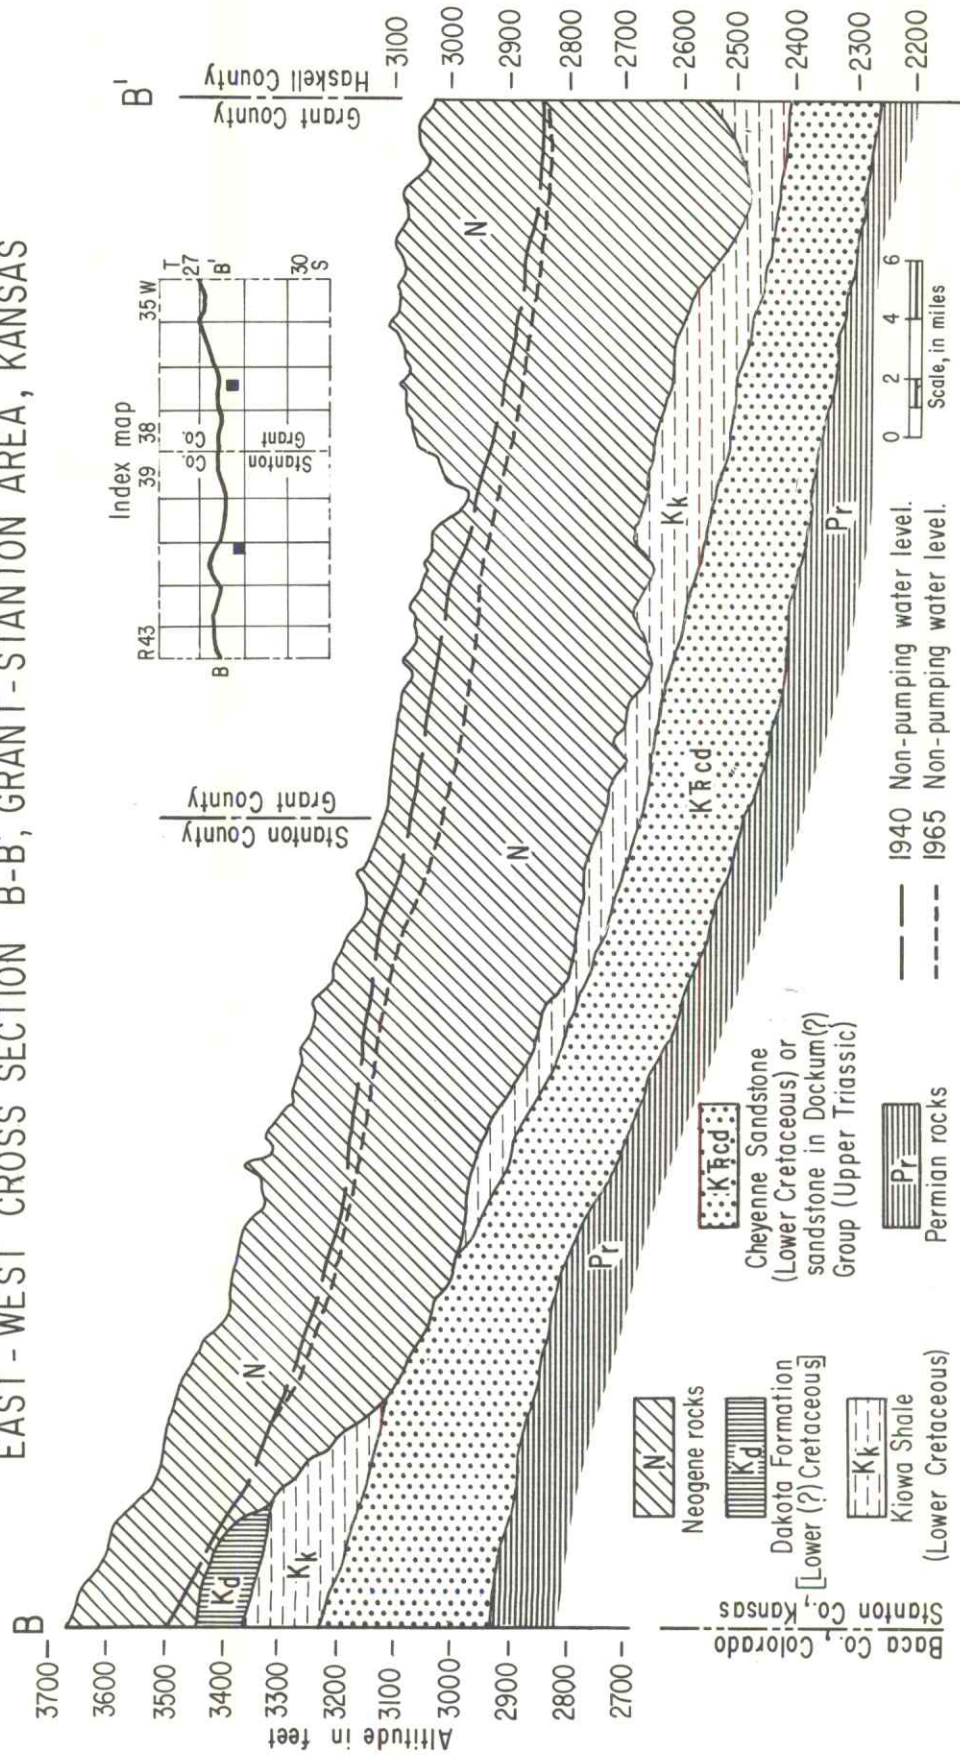 EAST-WEST CROSS SECTION B-B', GRANT-STANTON AREA, KANSAS
B
B'
Altitude in feet
3700
3600
3500
3400
3300
3200
3100
3000
2900
2800
2700
Baca Co., Colorado
Stanton Co., Kansas
Stanton County
Grant County
Grant County
Haskell County
3100
3000
2900
2800
2700
2600
2500
2400
2300
2200
Index map
R43
39
38
35 W
T
27
B'
30
S
B
Stanton Co.
Grant Co.
N
N
N
Kd
Kk
Kk
KTRcd
Pr
Pr
N
Neogene rocks
Kd
Dakota Formation
[Lower (?) Cretaceous]
Kk
Kiowa Shale
(Lower Cretaceous)
KTRcd
Cheyenne Sandstone
(Lower Cretaceous) or
sandstone in Dockum(?)
Group (Upper Triassic)
Pr
Permian rocks
1940 Non-pumping water level.
1965 Non-pumping water level.
0 2 4 6
Scale, in miles